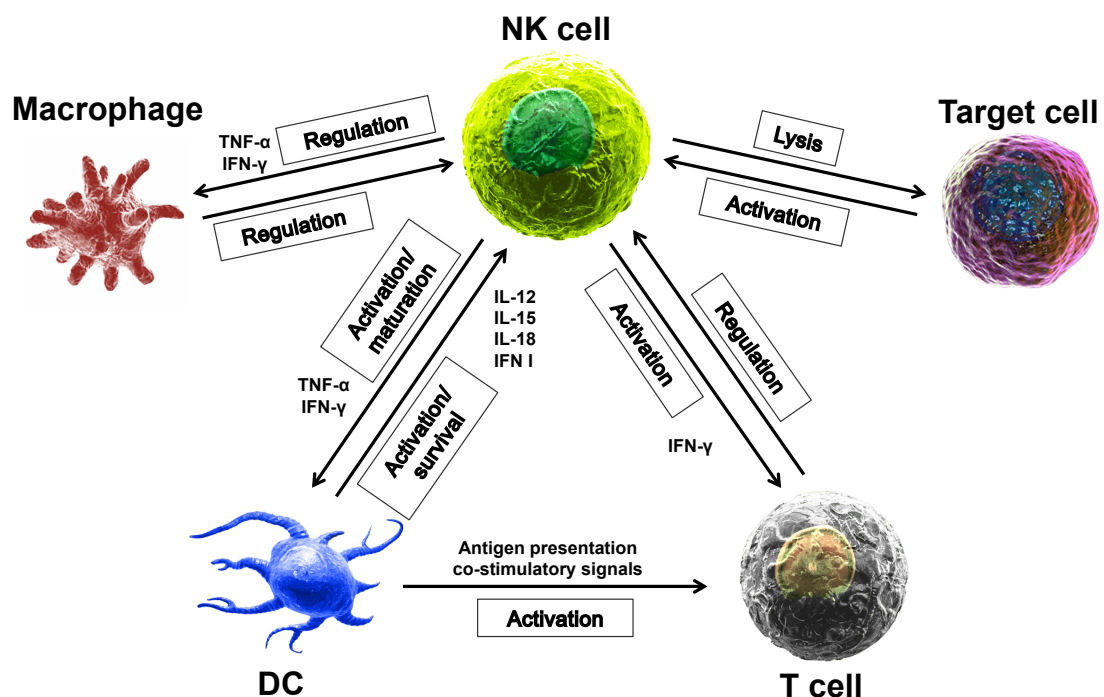 NK cell
Macrophage
Target cell
TNF-α
IFN-γ
Regulation
Regulation
Lysis
Activation
Activation/
maturation
TNF-α
IFN-γ
IL-12
IL-15
IL-18
IFN I
Activation/
survival
Activation
Regulation
IFN-γ
Antigen presentation
co-stimulatory signals
Activation
DC
T cell